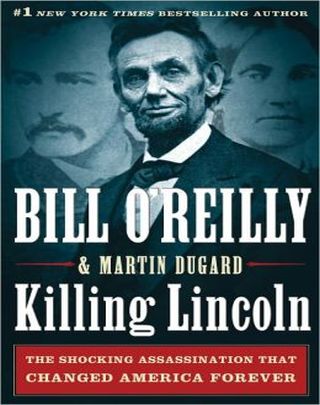 #1 NEW YORK TIMES BESTSELLING AUTHOR
BILL O'REILLY
& MARTIN DUGARD
Killing Lincoln
THE SHOCKING ASSASSINATION THAT
CHANGED AMERICA FOREVER